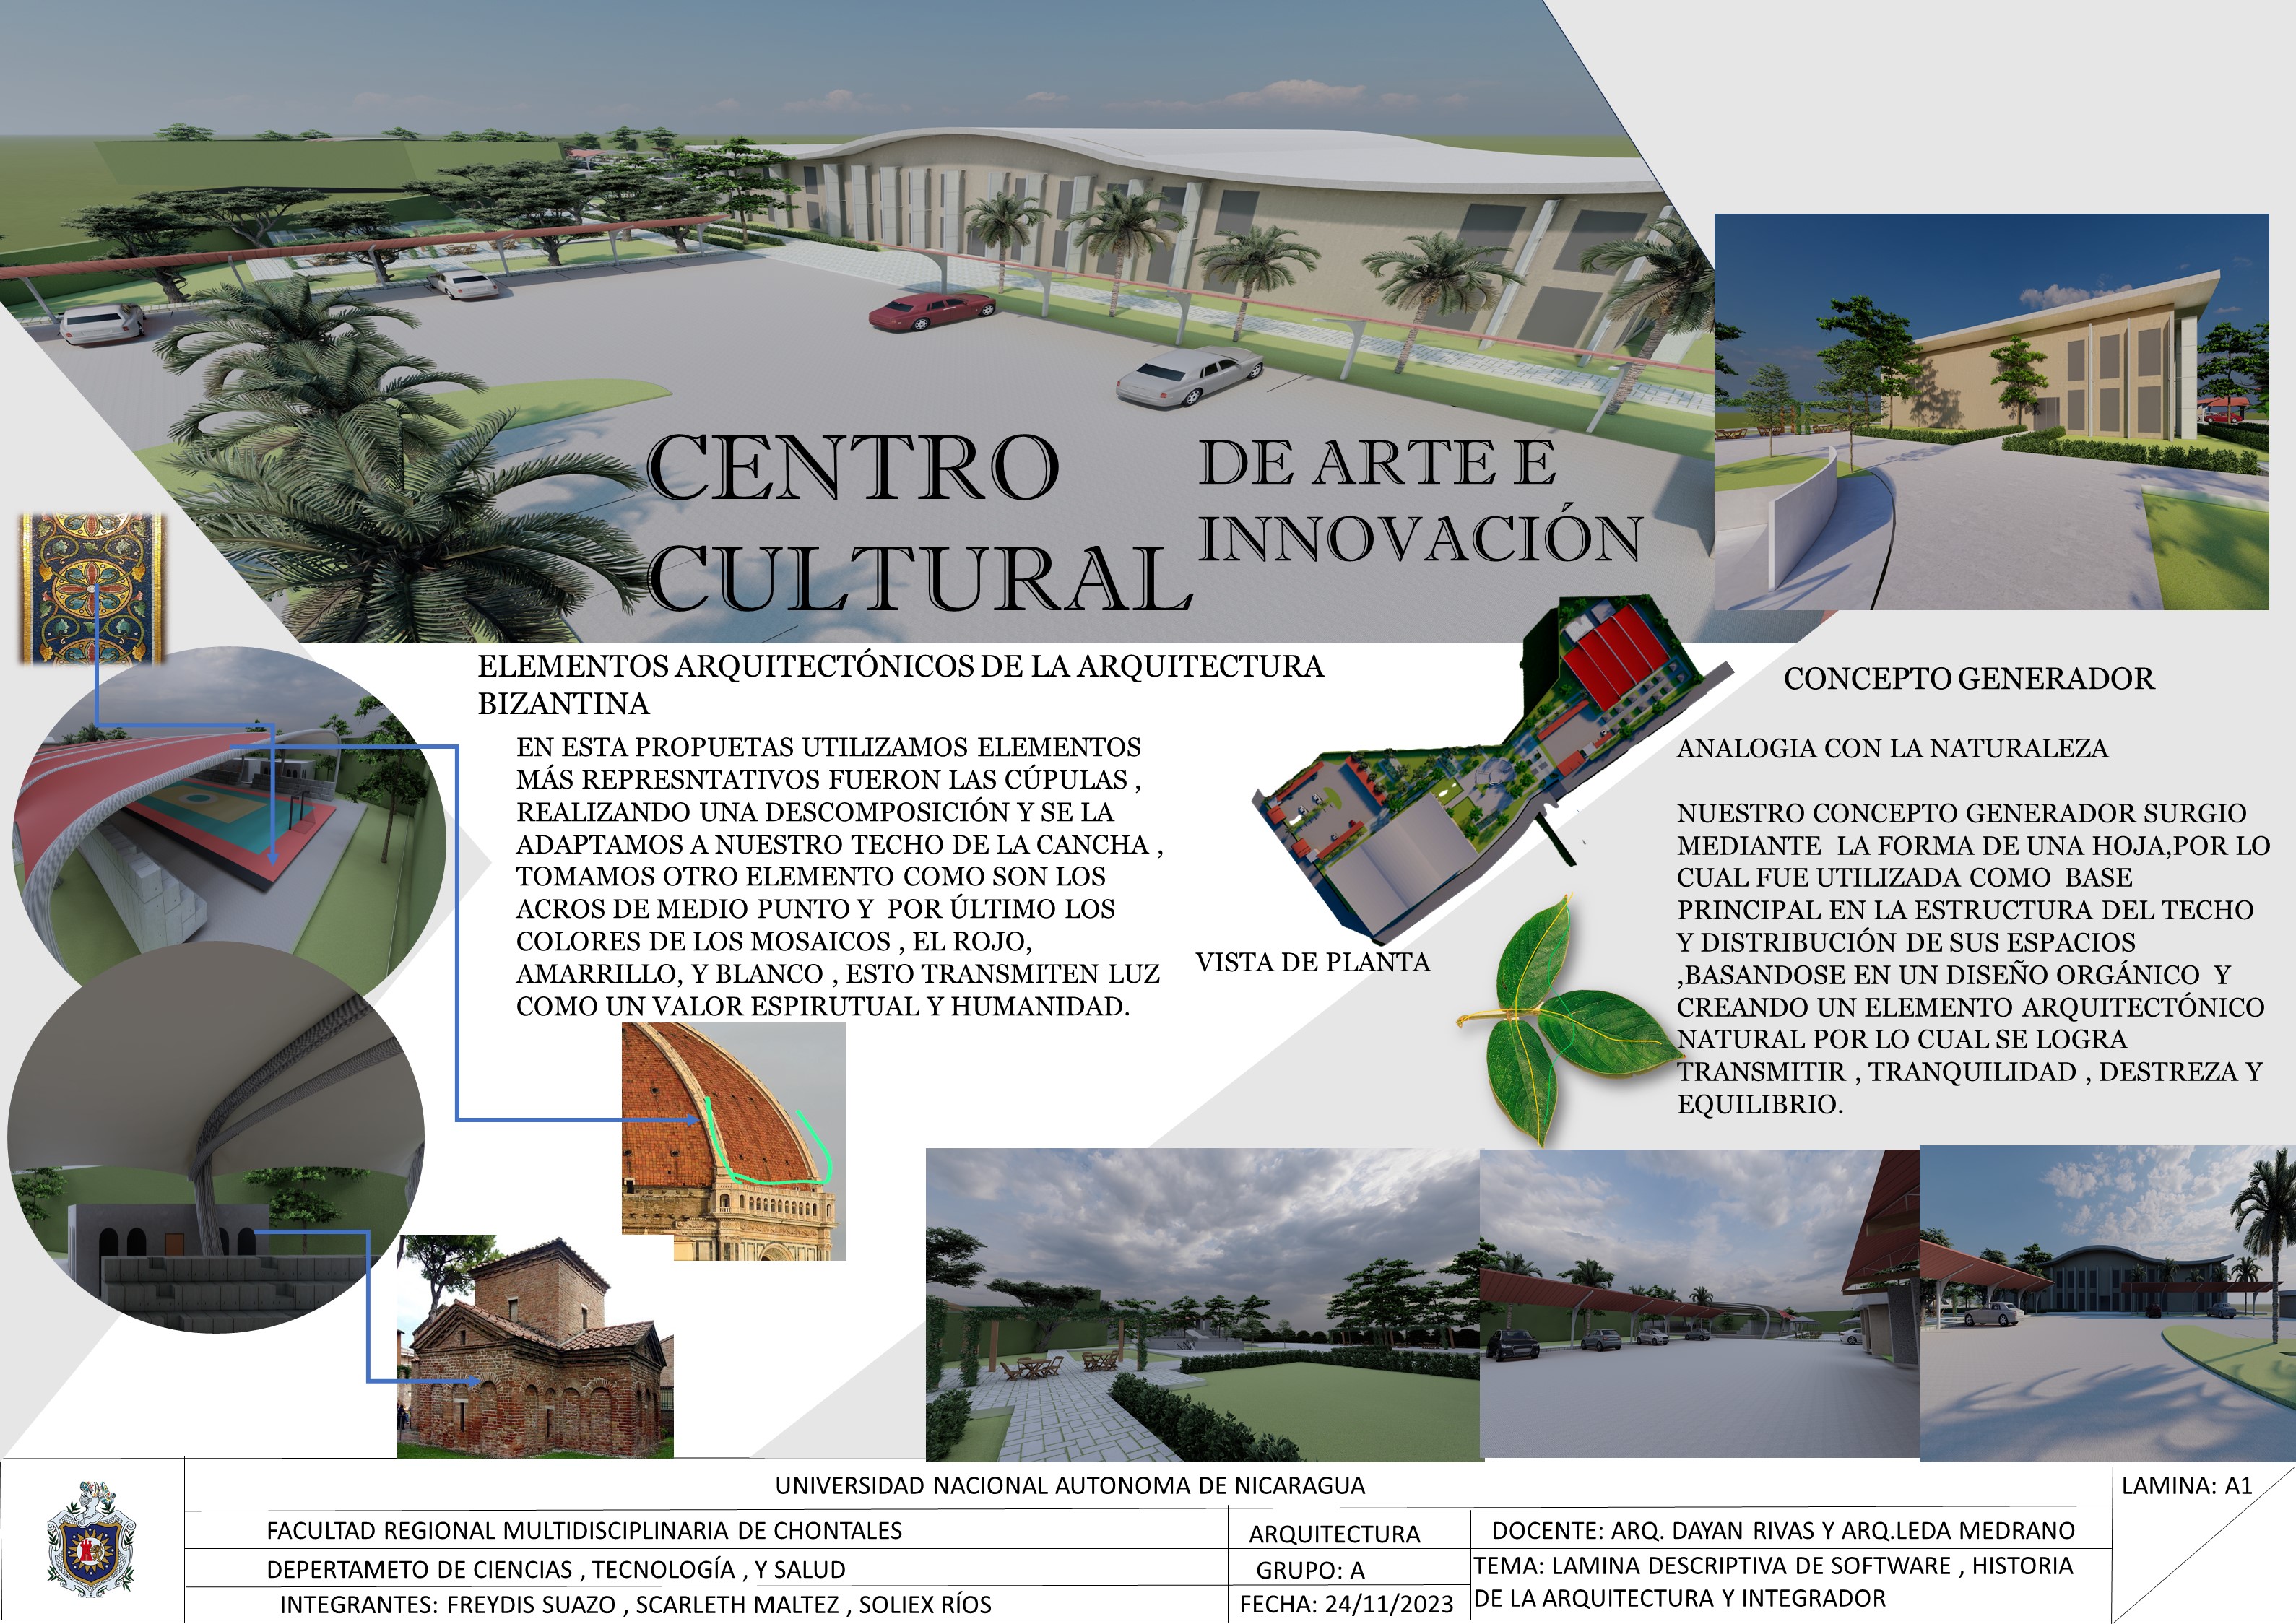 CENTRO
CULTURAL
DE ARTE E
INNOVACIÓN
ELEMENTOS ARQUITECTÓNICOS DE LA ARQUITECTURA
BIZANTINA
EN ESTA PROPUETAS UTILIZAMOS ELEMENTOS
MÁS REPRESNTATIVOS FUERON LAS CÚPULAS ,
REALIZANDO UNA DESCOMPOSICIÓN Y SE LA
ADAPTAMOS A NUESTRO TECHO DE LA CANCHA ,
TOMAMOS OTRO ELEMENTO COMO SON LOS
ACROS DE MEDIO PUNTO Y POR ÚLTIMO LOS
COLORES DE LOS MOSAICOS , EL ROJO,
AMARRILLO, Y BLANCO , ESTO TRANSMITEN LUZ
COMO UN VALOR ESPIRUTUAL Y HUMANIDAD.
VISTA DE PLANTA
CONCEPTO GENERADOR
ANALOGIA CON LA NATURALEZA
NUESTRO CONCEPTO GENERADOR SURGIO
MEDIANTE LA FORMA DE UNA HOJA,POR LO
CUAL FUE UTILIZADA COMO BASE
PRINCIPAL EN LA ESTRUCTURA DEL TECHO
Y DISTRIBUCIÓN DE SUS ESPACIOS
,BASANDOSE EN UN DISEÑO ORGÁNICO Y
CREANDO UN ELEMENTO ARQUITECTÓNICO
NATURAL POR LO CUAL SE LOGRA
TRANSMITIR , TRANQUILIDAD , DESTREZA Y
EQUILIBRIO.
UNIVERSIDAD NACIONAL AUTONOMA DE NICARAGUA
LAMINA: A1
FACULTAD REGIONAL MULTIDISCIPLINARIA DE CHONTALES
ARQUITECTURA
DOCENTE: ARQ. DAYAN RIVAS Y ARQ.LEDA MEDRANO
DEPERTAMETO DE CIENCIAS , TECNOLOGÍA , Y SALUD
GRUPO: A
TEMA: LAMINA DESCRIPTIVA DE SOFTWARE , HISTORIA
DE LA ARQUITECTURA Y INTEGRADOR
INTEGRANTES: FREYDIS SUAZO , SCARLETH MALTEZ , SOLIEX RÍOS
FECHA: 24/11/2023